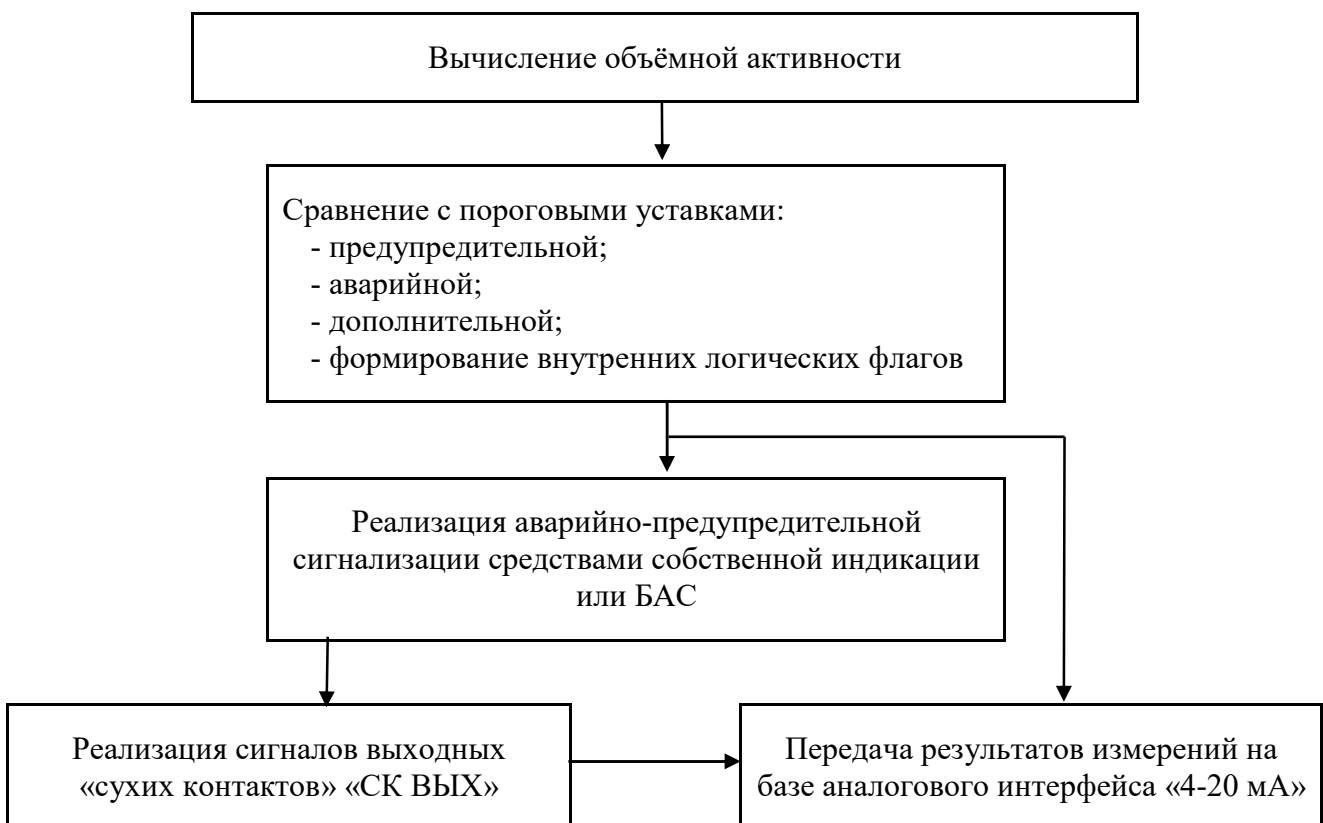 Вычисление объёмной активности
Сравнение с пороговыми уставками:
- предупредительной;
- аварийной;
- дополнительной;
- формирование внутренних логических флагов
Реализация аварийно-предупредительной
сигнализации средствами собственной индикации
или БАС
Реализация сигналов выходных
«сухих контактов» «СК ВЫХ»
Передача результатов измерений на
базе аналогового интерфейса «4-20 мА»